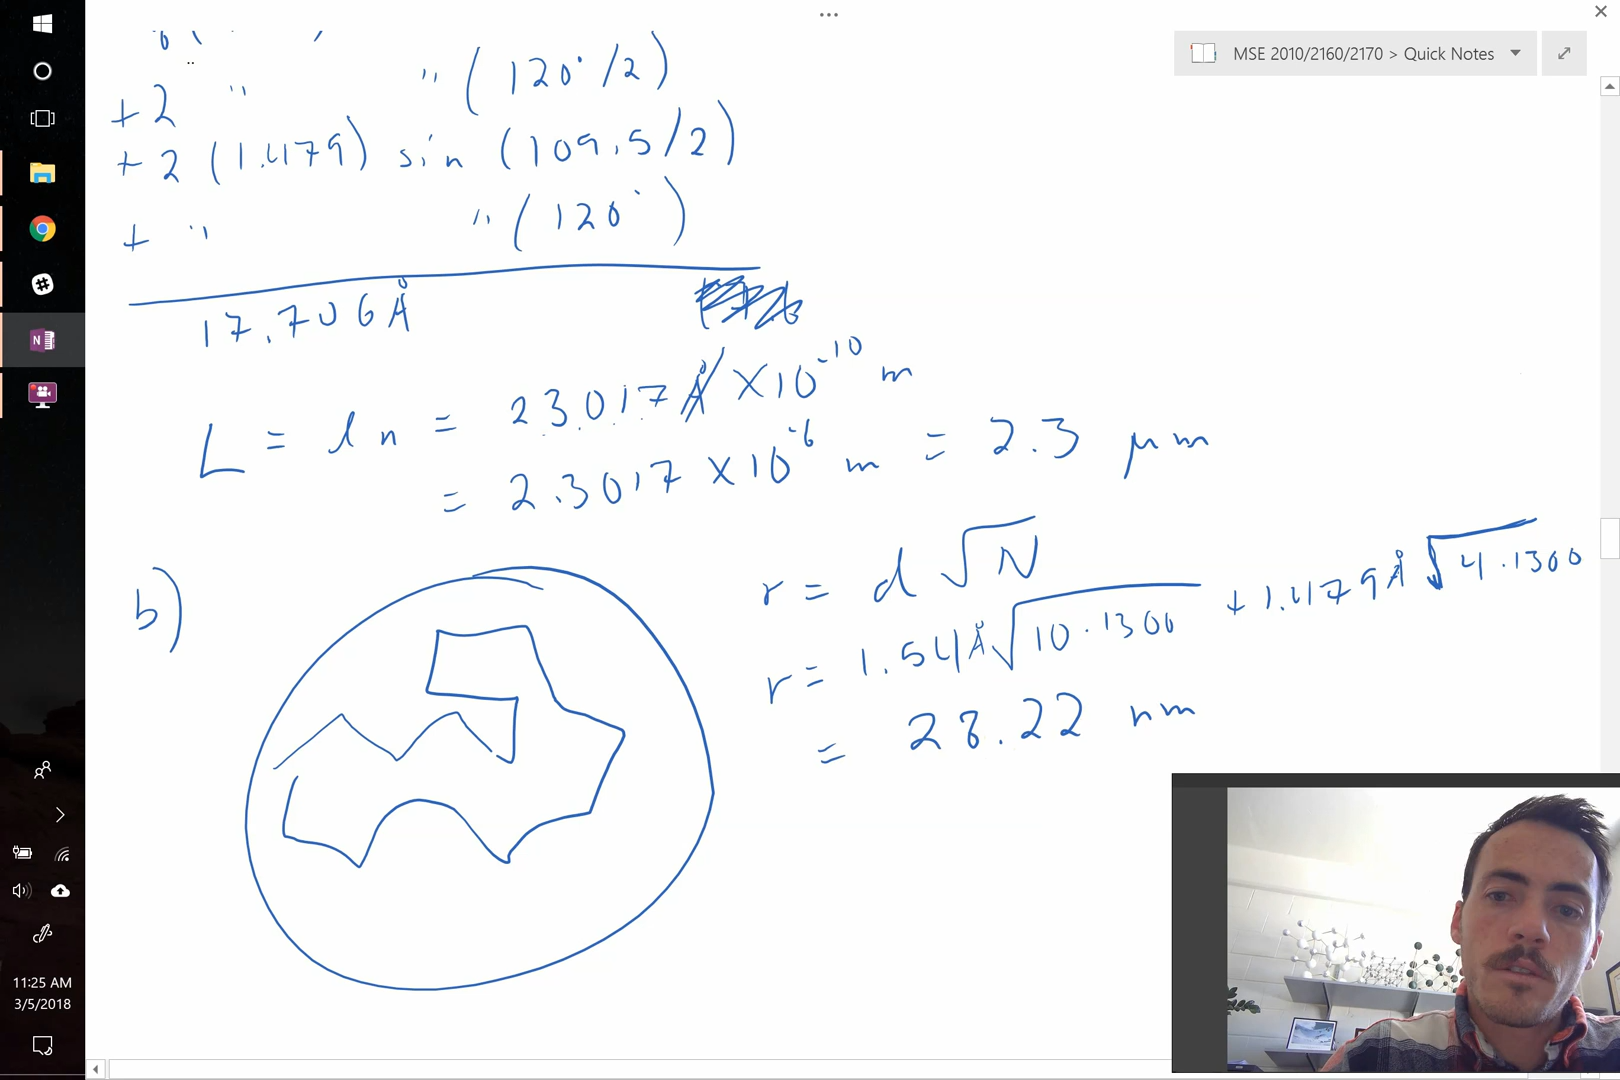 MSE 2010/2160/2170 > Quick Notes
+2 " " (120°/2)
+2 (1.479) sin (109.5/2)
+ " " (120°)
17.706 Å
L = l n = 23017 Å ×10⁻¹⁰ m
= 2.3017 ×10⁻⁶ m = 2.3 μm
b)
r = d √N
r = 1.54Å √10·1300 + 1.479Å √4·1300
= 28.22 nm
N
11:25 AM
3/5/2018